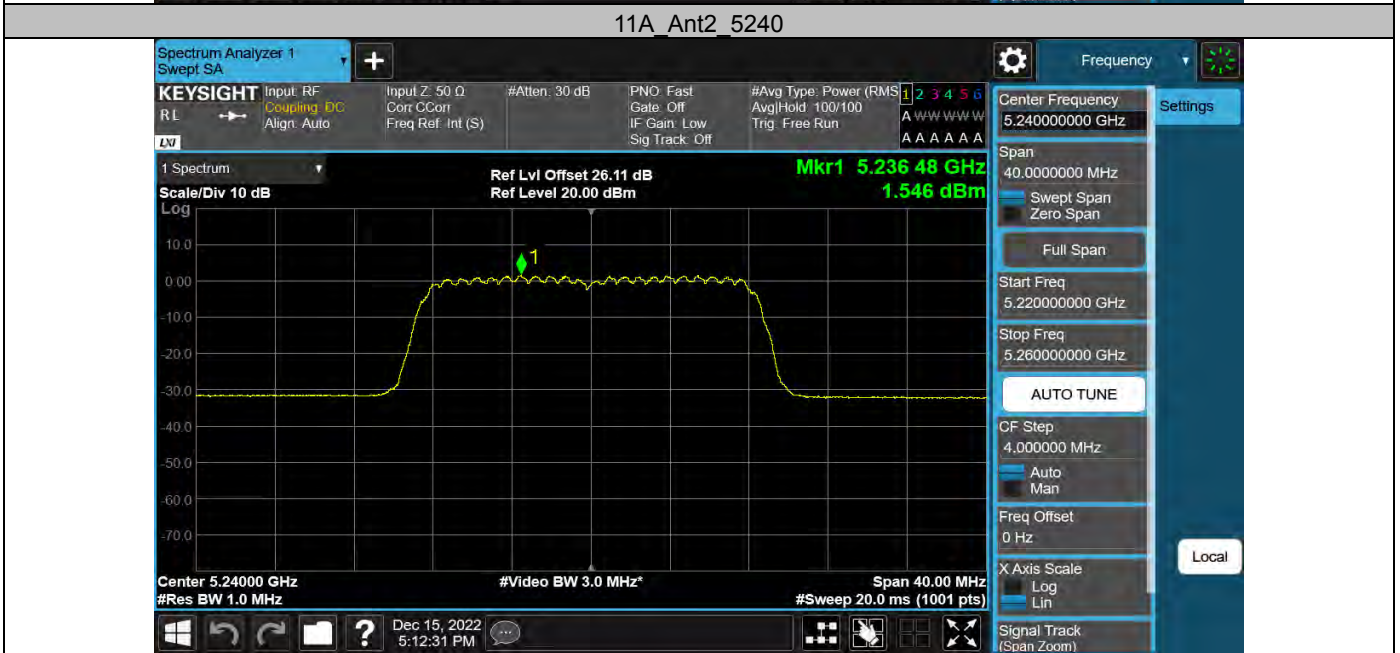 11A_Ant2_5240
Spectrum Analyzer 1
Swept SA
Frequency
KEYSIGHT
RL
LXI
Input: RF
Coupling: DC
Align: Auto
Input Z: 50 Ω
Corr CCorr
Freq Ref: Int (S)
#Atten: 30 dB
PNO: Fast
Gate: Off
IF Gain: Low
Sig Track: Off
#Avg Type: Power (RMS
Avg|Hold: 100/100
Trig: Free Run
1 2 3 4 5 6
A W W W W W
A A A A A A
1 Spectrum
Scale/Div 10 dB
Log
Ref Lvl Offset 26.11 dB
Ref Level 20.00 dBm
Mkr1 5.236 48 GHz
1.546 dBm
1
10.0
0.00
-10.0
-20.0
-30.0
-40.0
-50.0
-60.0
-70.0
Center 5.24000 GHz
#Res BW 1.0 MHz
#Video BW 3.0 MHz*
Span 40.00 MHz
#Sweep 20.0 ms (1001 pts)
Dec 15, 2022
5:12:31 PM
Center Frequency
5.240000000 GHz
Settings
Span
40.0000000 MHz
Swept Span
Zero Span
Full Span
Start Freq
5.220000000 GHz
Stop Freq
5.260000000 GHz
AUTO TUNE
CF Step
4.000000 MHz
Auto
Man
Freq Offset
0 Hz
Local
X Axis Scale
Log
Lin
Signal Track
(Span Zoom)